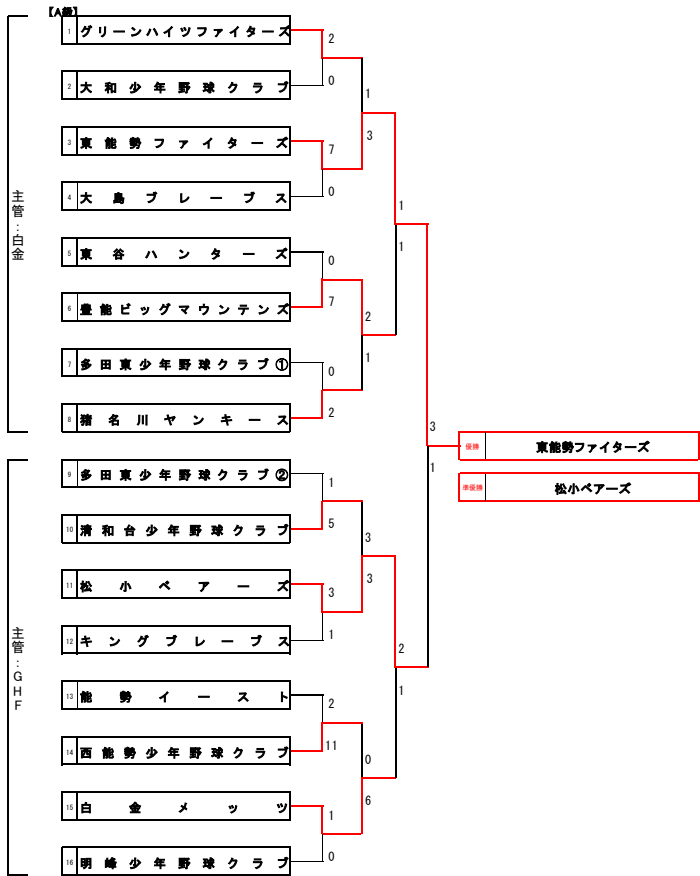 【A級】
1 グリーンハイツファイターズ 2
2 大和少年野球クラブ 0
1
3 東能勢ファイターズ 7
3
4 大島ブレーブス 0
1
1
主管：白金
5 東谷ハンターズ 0
6 豊能ビッグマウンテンズ 7
2
7 多田東少年野球クラブ① 0
1
8 猪名川ヤンキース 2
3
1
優勝 東能勢ファイターズ
準優勝 松小ベアーズ
9 多田東少年野球クラブ② 1
10 清和台少年野球クラブ 5
3
11 松小ベアーズ 3
3
12 キングブレーブス 1
2
1
主管：GHF
13 能勢イースト 2
14 西能勢少年野球クラブ 11
0
15 白金メッツ 1
6
16 明峰少年野球クラブ 0